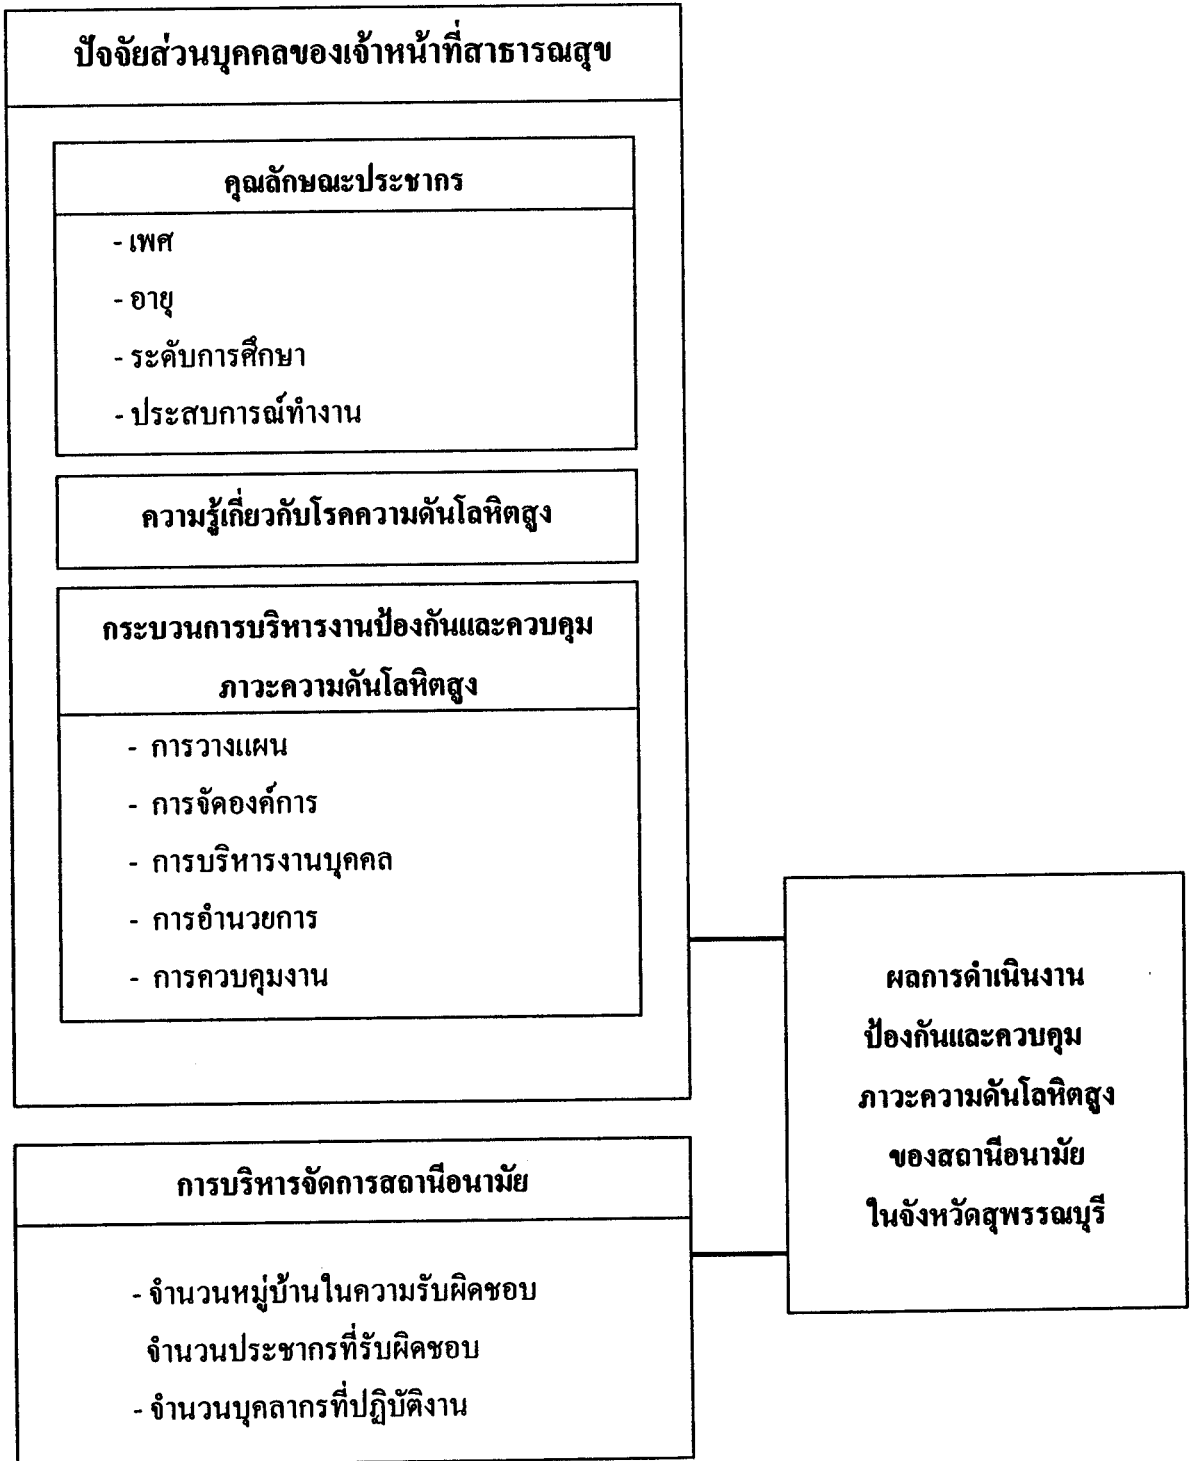 ปัจจัยส่วนบุคคลของเจ้าหน้าที่สาธารณสุข
คุณลักษณะประชากร
- เพศ
- อายุ
- ระดับการศึกษา
- ประสบการณ์ทำงาน
ความรู้เกี่ยวกับโรคความดันโลหิตสูง
กระบวนการบริหารงานป้องกันและควบคุม
ภาวะความดันโลหิตสูง
- การวางแผน
- การจัดองค์การ
- การบริหารงานบุคคล
- การอำนวยการ
- การควบคุมงาน
การบริหารจัดการสถานีอนามัย
- จำนวนหมู่บ้านในความรับผิดชอบ
จำนวนประชากรที่รับผิดชอบ
- จำนวนบุคลากรที่ปฏิบัติงาน
ผลการดำเนินงาน
ป้องกันและควบคุม
ภาวะความดันโลหิตสูง
ของสถานีอนามัย
ในจังหวัดสุพรรณบุรี